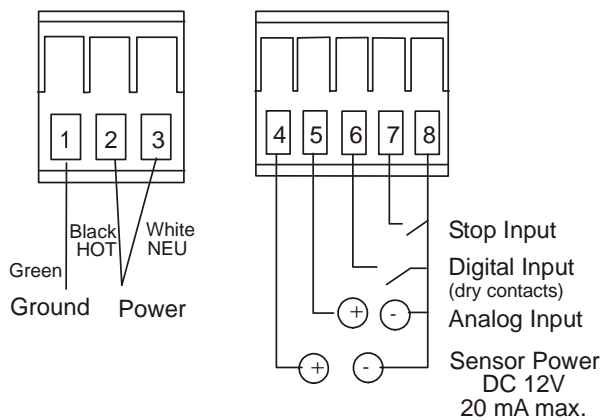 1 2 3
4 5 6 7 8
Black
HOT
White
NEU
Green
Ground
Power
Stop Input
Digital Input
(dry contacts)
+ -
Analog Input
+ -
Sensor Power
DC 12V
20 mA max.